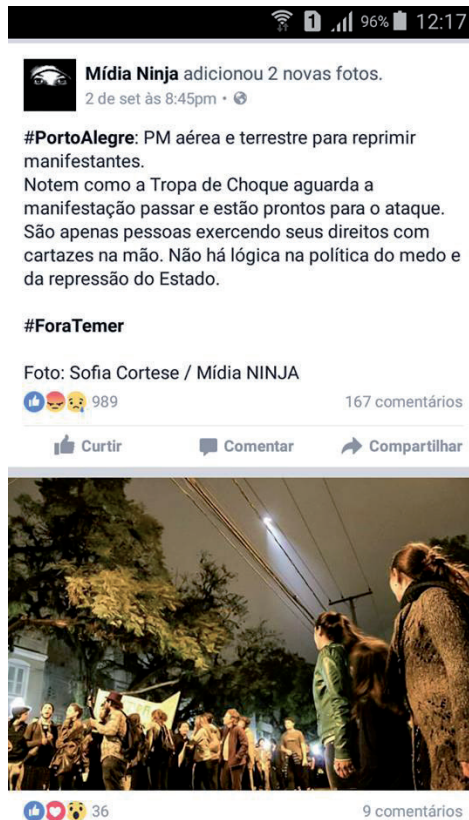 1 96% 12:17
Mídia Ninja adicionou 2 novas fotos.
2 de set às 8:45pm •
#PortoAlegre: PM aérea e terrestre para reprimir
manifestantes.
Notem como a Tropa de Choque aguarda a
manifestação passar e estão prontos para o ataque.
São apenas pessoas exercendo seus direitos com
cartazes na mão. Não há lógica na política do medo e
da repressão do Estado.
#ForaTemer
Foto: Sofia Cortese / Mídia NINJA
989 167 comentários
Curtir Comentar Compartilhar
36 9 comentários